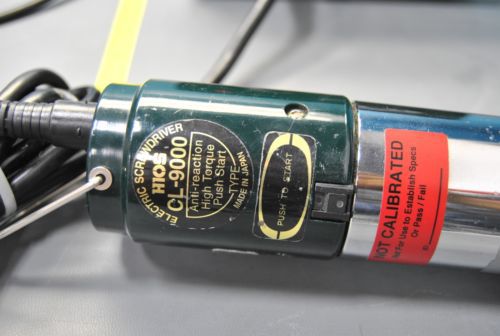 ELECTRIC SCREWDRIVER
HIOS
CL-9000
Anti-reaction
High Torque
Push Start
TYPE
MADE IN JAPAN
PUSH TO START
NOT CALIBRATED
Not For Use to Establish Specs
Or Pass / Fail